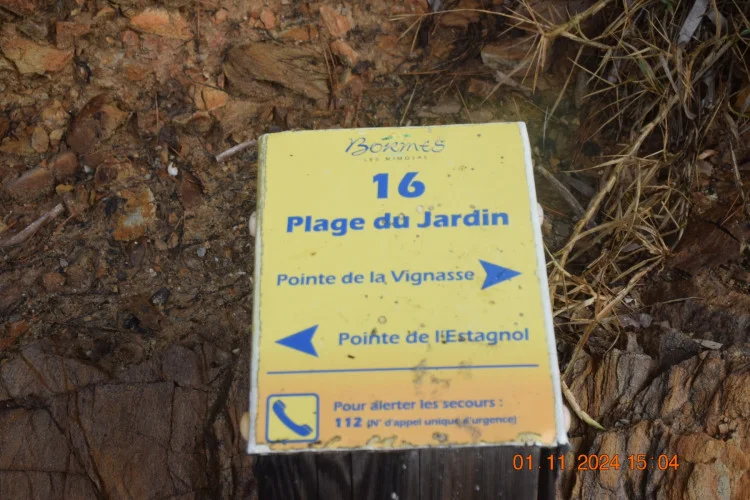 BORMES
LES MIMOSAS
16
Plage du Jardin
Pointe de la Vignasse
Pointe de l'Estagnol
Pour alerter les secours :
112 (N° d'appel unique d'urgence)
01.11.2024 15:04